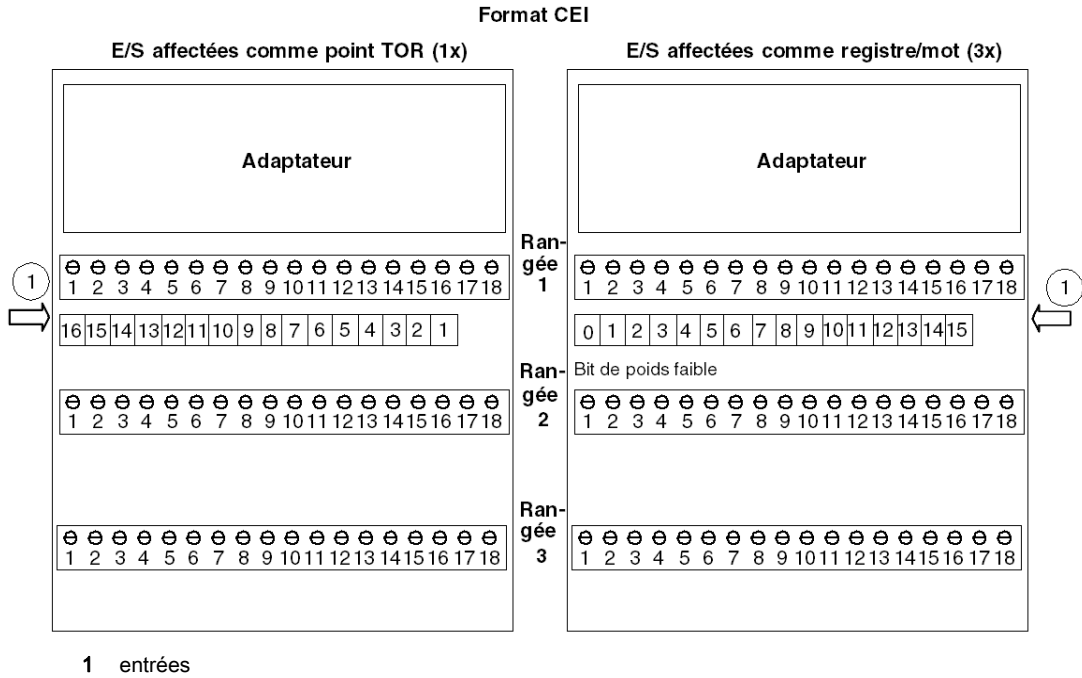 Format CEI
E/S affectées comme point TOR (1x)
E/S affectées comme registre/mot (3x)
Adaptateur
Adaptateur
Ran-
gée
1
1
1 2 3 4 5 6 7 8 9 10 11 12 13 14 15 16 17 18
1 2 3 4 5 6 7 8 9 10 11 12 13 14 15 16 17 18
1
16 15 14 13 12 11 10 9 8 7 6 5 4 3 2 1
0 1 2 3 4 5 6 7 8 9 10 11 12 13 14 15
Ran-
gée
2
Bit de poids faible
1 2 3 4 5 6 7 8 9 10 11 12 13 14 15 16 17 18
1 2 3 4 5 6 7 8 9 10 11 12 13 14 15 16 17 18
Ran-
gée
3
1 2 3 4 5 6 7 8 9 10 11 12 13 14 15 16 17 18
1 2 3 4 5 6 7 8 9 10 11 12 13 14 15 16 17 18
1 entrées